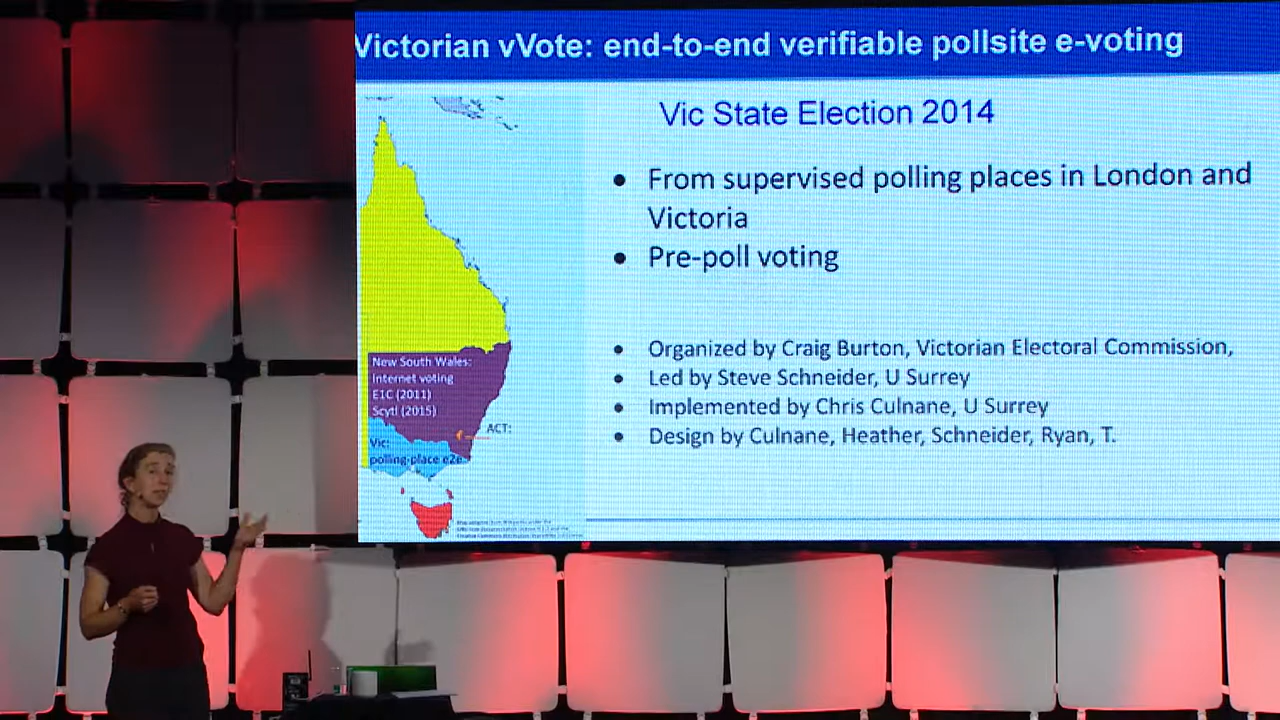 Victorian vVote: end-to-end verifiable pollsite e-voting
Vic State Election 2014
From supervised polling places in London and
Victoria
Pre-poll voting
Organized by Craig Burton, Victorian Electoral Commission,
Led by Steve Schneider, U Surrey
Implemented by Chris Culnane, U Surrey
Design by Culnane, Heather, Schneider, Ryan, T.
New South Wales:
Internet voting
E1C (2011)
Scytl (2015)
ACT:
Vic:
polling-place e2e